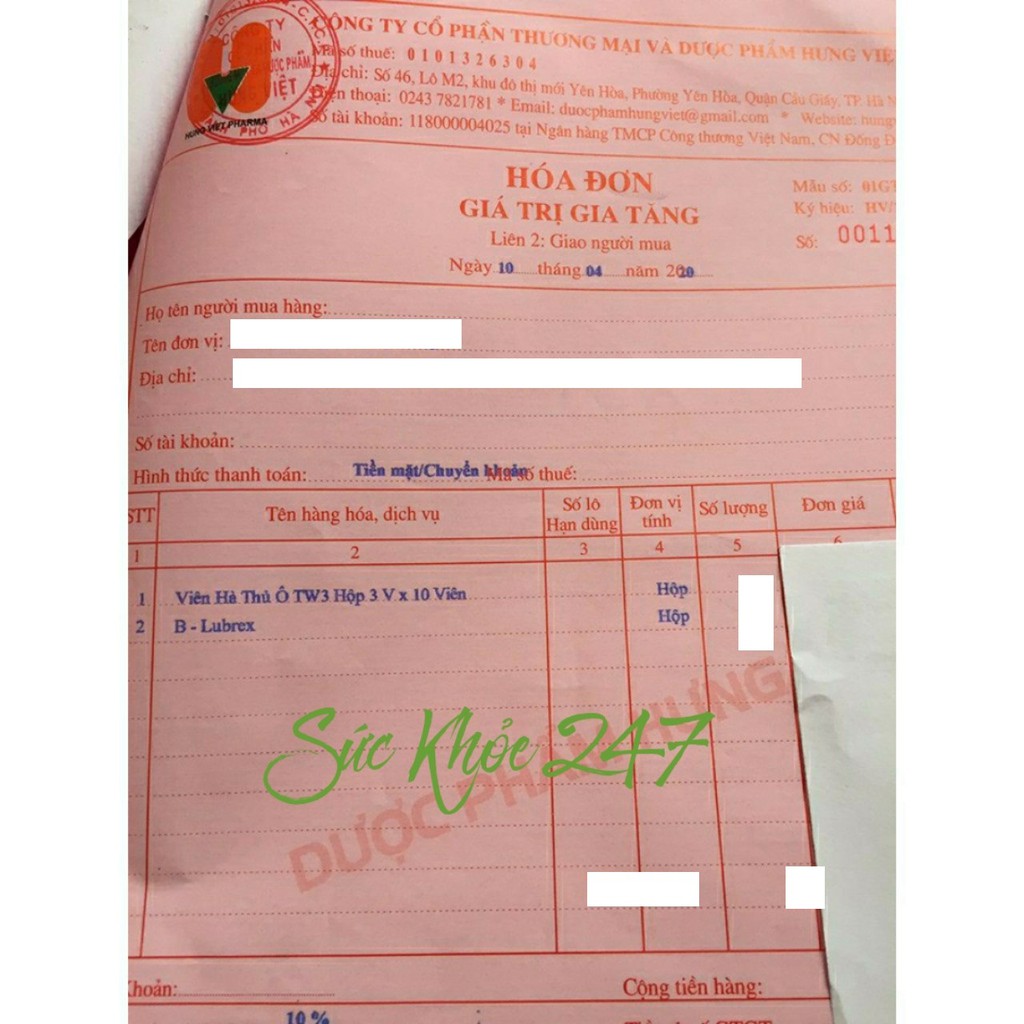 CÔNG TY CỔ PHẦN THƯƠNG MẠI VÀ DƯỢC PHẨM HƯNG VIỆ
Mã số thuế: 0101326304
Địa chỉ: Số 46, Lô M2, khu đô thị mới Yên Hòa, Phường Yên Hòa, Quận Cầu Giấy, TP. Hà N
Điện thoại: 0243 7821781 * Email: duocphamhungviet@gmail.com * Website: hungv
Số tài khoản: 118000004025 tại Ngân hàng TMCP Công thương Việt Nam, CN Đống Đ
HUNG VIET PHARMA
HÓA ĐƠN
GIÁ TRỊ GIA TĂNG
Liên 2: Giao người mua
Ngày 10 tháng 04 năm 2020
Mẫu số: 01GT
Ký hiệu: HV/
Số: 0011
Họ tên người mua hàng:
Tên đơn vị:
Địa chỉ:
Số tài khoản:
Hình thức thanh toán: Tiền mặt/Chuyển khoản Mã số thuế:
STT Tên hàng hóa, dịch vụ Số lô Hạn dùng Đơn vị tính Số lượng Đơn giá
1 2 3 4 5 6
1 Viên Hà Thủ Ô TW3 Hộp 3 V x 10 Viên Hộp
2 B - Lubrex Hộp
Sức Khỏe 247
DƯỢC PHẨM HƯNG
khoản: Cộng tiền hàng:
10 %